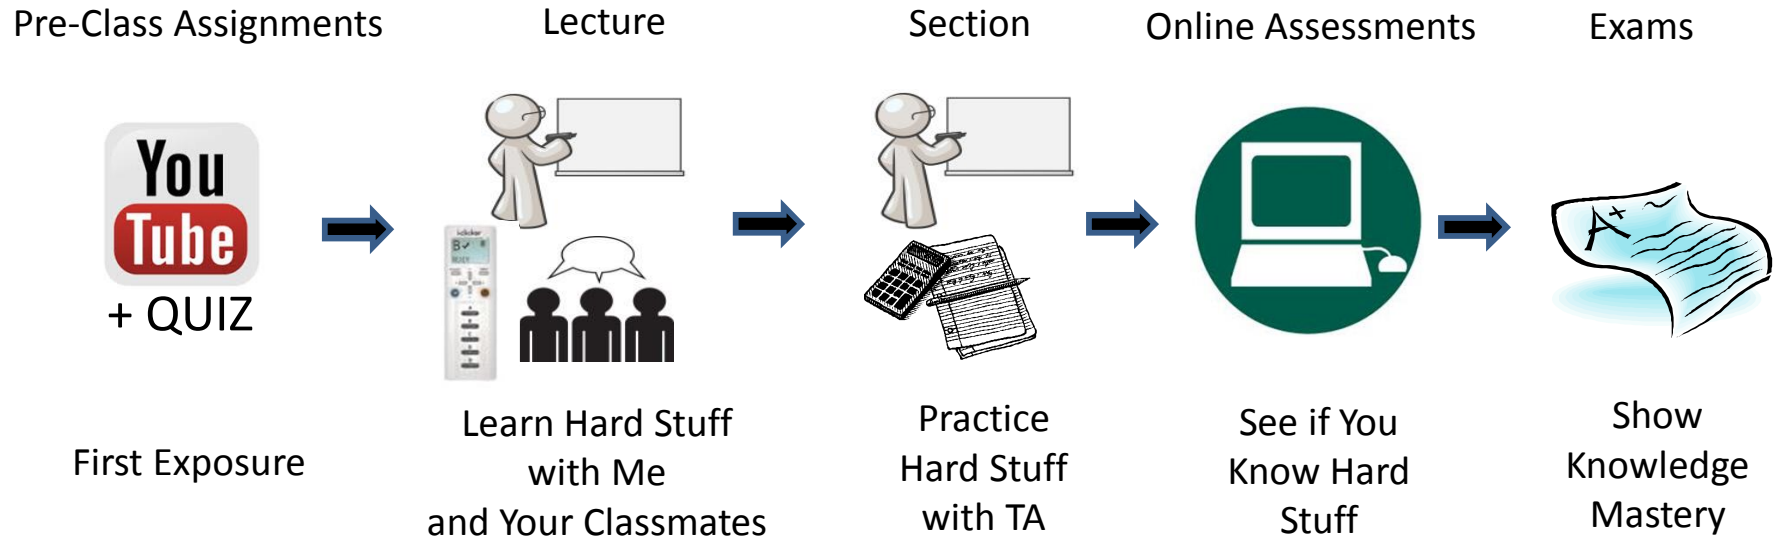 Pre-Class Assignments
Lecture
Section
Online Assessments
Exams
You
Tube
+ QUIZ
iclicker
B✓
A+
First Exposure
Learn Hard Stuff
with Me
and Your Classmates
Practice
Hard Stuff
with TA
See if You
Know Hard
Stuff
Show
Knowledge
Mastery